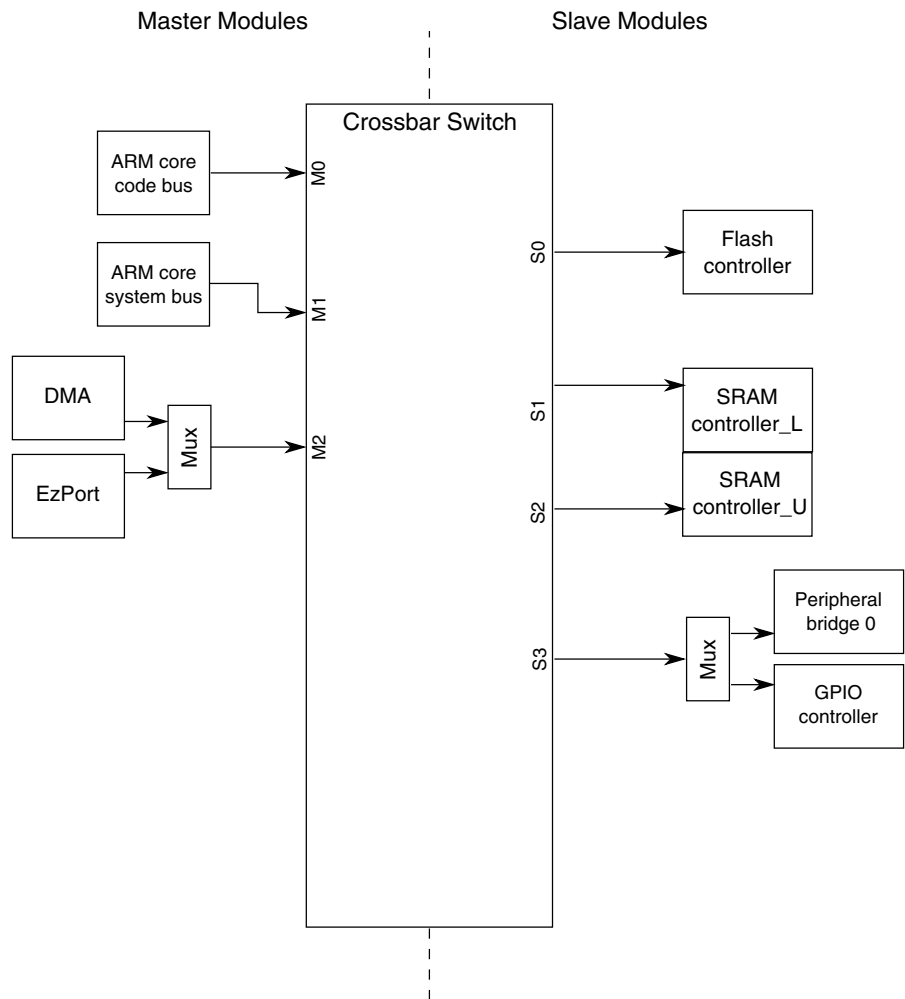 Master Modules
Slave Modules
Crossbar Switch
ARM core
code bus
M0
ARM core
system bus
M1
DMA
EzPort
Mux
M2
S0
Flash
controller
S1
SRAM
controller_L
S2
SRAM
controller_U
S3
Mux
Peripheral
bridge 0
GPIO
controller